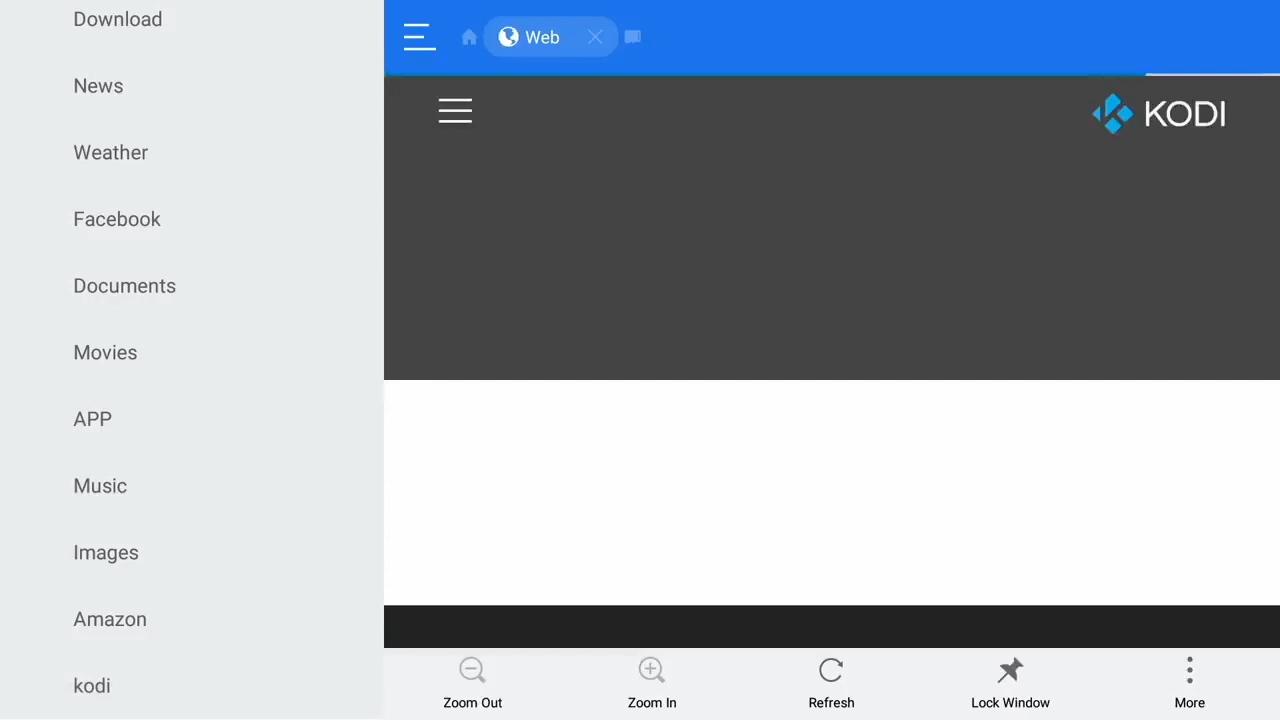 Download
News
Weather
Facebook
Documents
Movies
APP
Music
Images
Amazon
kodi
Web
KODI
Zoom Out
Zoom In
Refresh
Lock Window
More